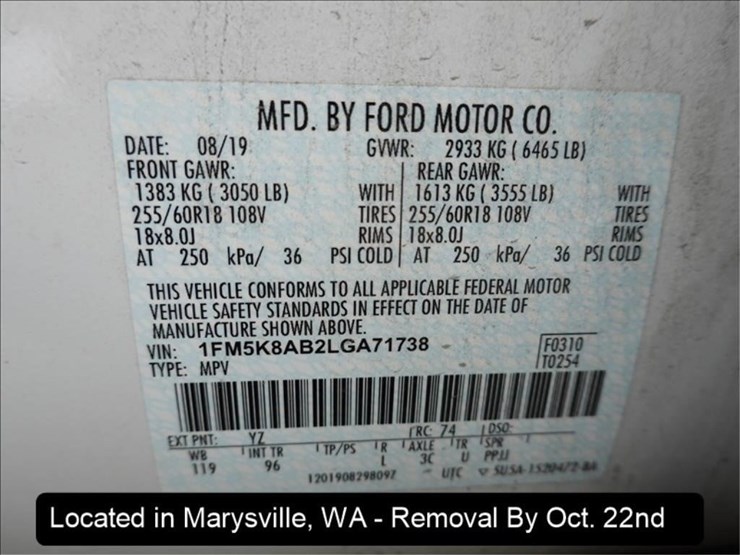 MFD. BY FORD MOTOR CO.
DATE: 08/19 GVWR: 2933 KG ( 6465 LB)
FRONT GAWR: REAR GAWR:
1383 KG ( 3050 LB) WITH 1613 KG ( 3555 LB) WITH
255/60R18 108V TIRES 255/60R18 108V TIRES
18x8.0J RIMS 18x8.0J RIMS
AT 250 kPa/ 36 PSI COLD AT 250 kPa/ 36 PSI COLD
THIS VEHICLE CONFORMS TO ALL APPLICABLE FEDERAL MOTOR
VEHICLE SAFETY STANDARDS IN EFFECT ON THE DATE OF
MANUFACTURE SHOWN ABOVE.
VIN: 1FM5K8AB2LGA71738 F0310
TYPE: MPV T0254
EXT PNT: YZ RC: 74 DSO:
WB INT TR TP/PS R AXLE TR SPR
119 96 L 3C U PPJJ
12019082980​97 UTC
Located in Marysville, WA - Removal By Oct. 22nd